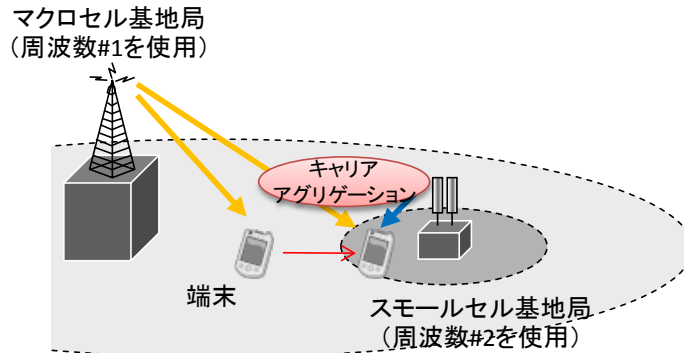 マクロセル基地局
（周波数#1を使用）
キャリア
アグリゲーション
端末
スモールセル基地局
（周波数#2を使用）